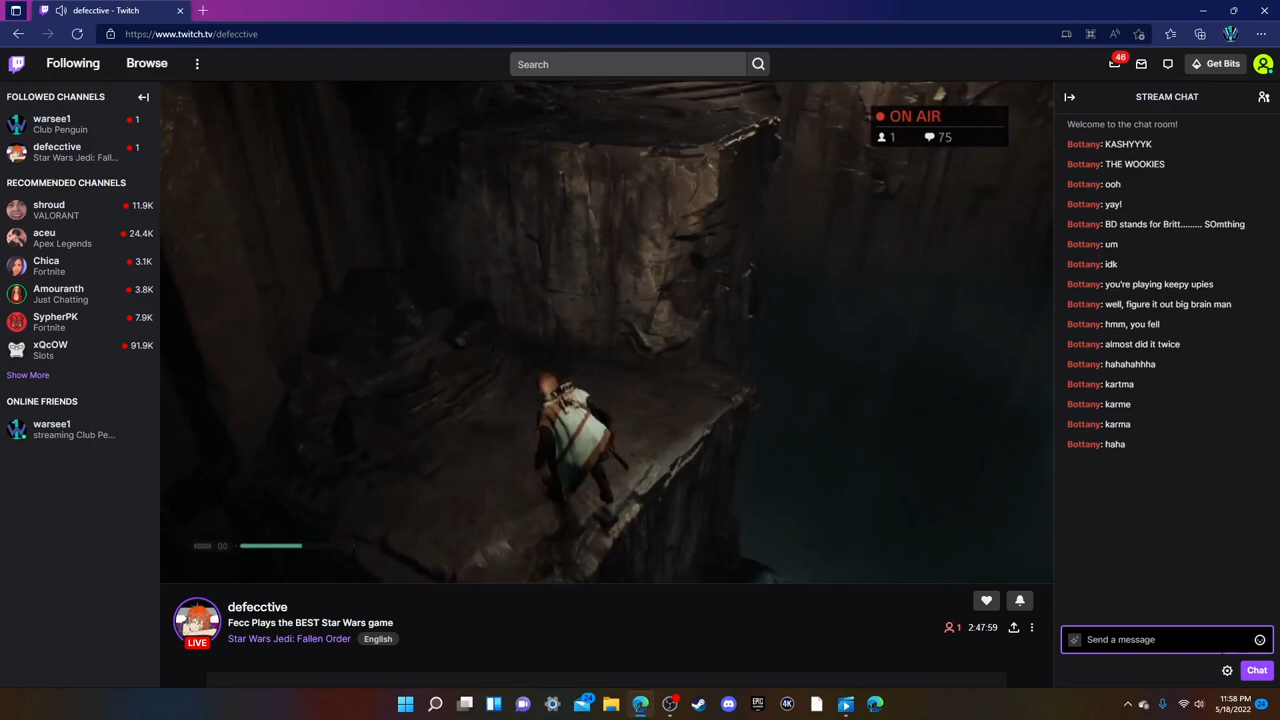 defecctive - Twitch
https://www.twitch.tv/defecctive
Following
Browse
Search
46
Get Bits
FOLLOWED CHANNELS
warsee1
1
Club Penguin
defecctive
1
Star Wars Jedi: Fall...
RECOMMENDED CHANNELS
shroud
11.9K
VALORANT
aceu
24.4K
Apex Legends
Chica
3.1K
Fortnite
Amouranth
3.8K
Just Chatting
SypherPK
7.9K
Fortnite
xQcOW
91.9K
Slots
Show More
ONLINE FRIENDS
warsee1
streaming Club Pe...
ON AIR
1 75
00
LIVE
defecctive
Fecc Plays the BEST Star Wars game
Star Wars Jedi: Fallen Order English
1 2:47:59
STREAM CHAT
Welcome to the chat room!
Bottany: KASHYYYK
Bottany: THE WOOKIES
Bottany: ooh
Bottany: yay!
Bottany: BD stands for Britt......... SOmthing
Bottany: um
Bottany: idk
Bottany: you're playing keepy upies
Bottany: well, figure it out big brain man
Bottany: hmm, you fell
Bottany: almost did it twice
Bottany: hahahahhha
Bottany: kartma
Bottany: karme
Bottany: karma
Bottany: haha
Send a message
Chat
24
EPIC
4K
11:58 PM
5/18/2022
24